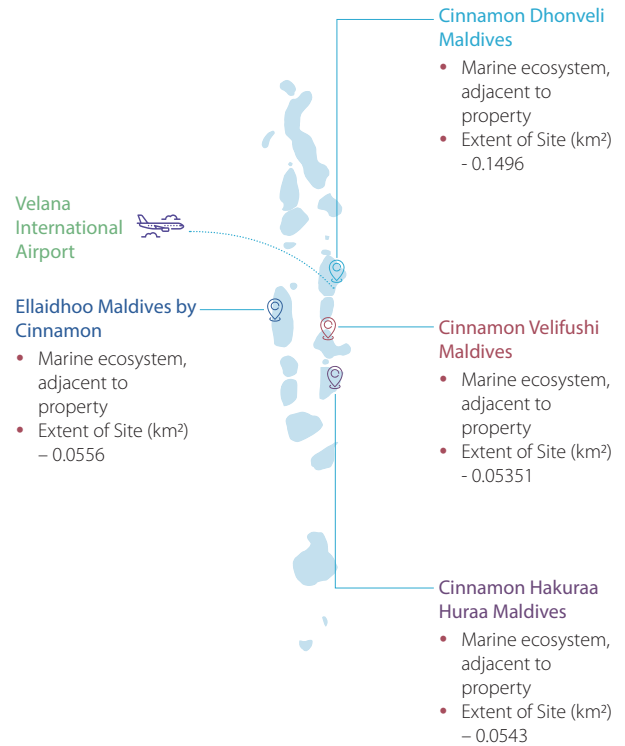 Cinnamon Dhonveli
Maldives
• Marine ecosystem,
adjacent to
property
• Extent of Site (km²)
- 0.1496
Velana
International
Airport
Ellaidhoo Maldives by
Cinnamon
• Marine ecosystem,
adjacent to
property
• Extent of Site (km²)
– 0.0556
Cinnamon Velifushi
Maldives
• Marine ecosystem,
adjacent to
property
• Extent of Site (km²)
- 0.05351
Cinnamon Hakuraa
Huraa Maldives
• Marine ecosystem,
adjacent to
property
• Extent of Site (km²)
– 0.0543